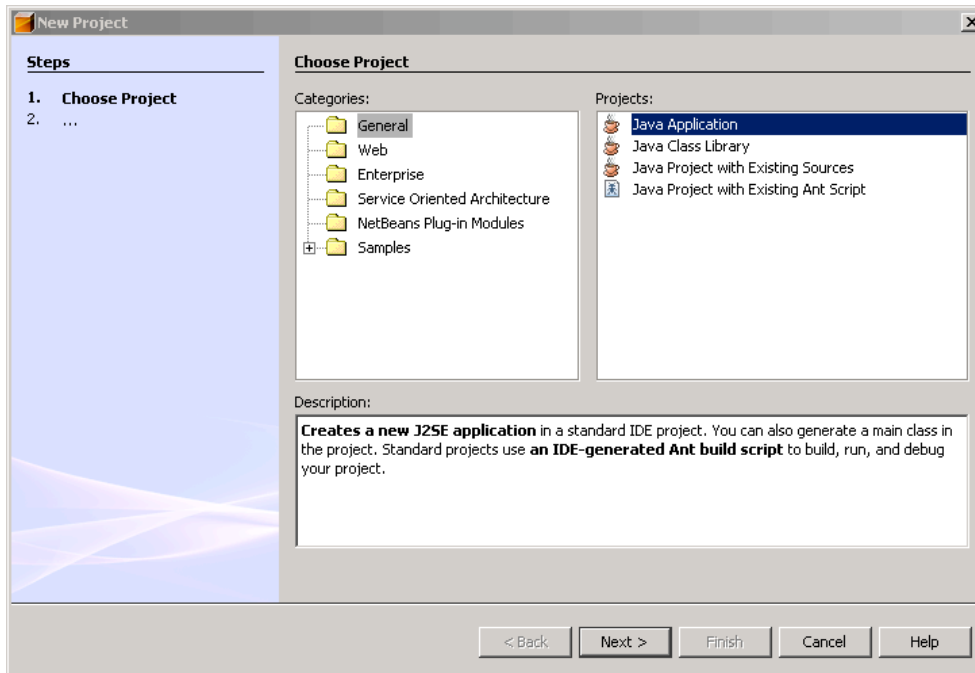 New Project
Steps
1. Choose Project
2. ...
Choose Project
Categories:
General
Web
Enterprise
Service Oriented Architecture
NetBeans Plug-in Modules
Samples
Projects:
Java Application
Java Class Library
Java Project with Existing Sources
Java Project with Existing Ant Script
Description:
Creates a new J2SE application in a standard IDE project. You can also generate a main class in
the project. Standard projects use an IDE-generated Ant build script to build, run, and debug
your project.
< Back
Next >
Finish
Cancel
Help